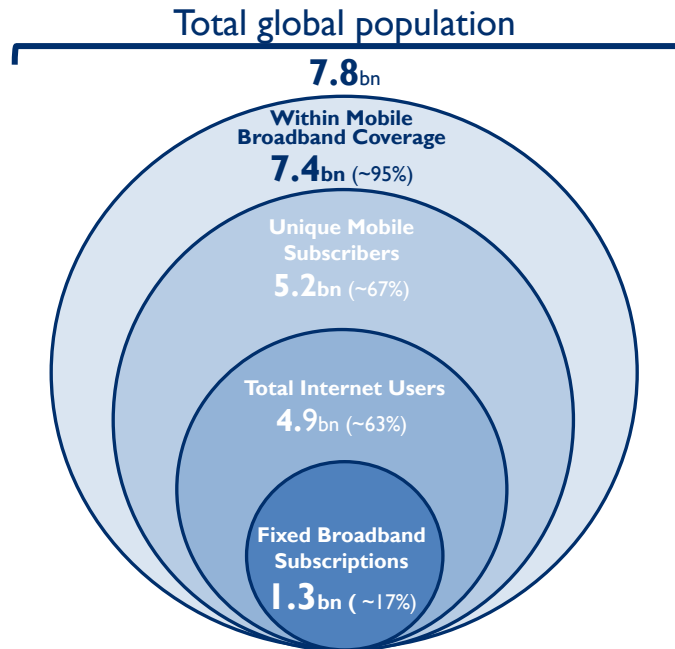 Total global population
7.8bn
Within Mobile
Broadband Coverage
7.4bn (~95%)
Unique Mobile
Subscribers
5.2bn (~67%)
Total Internet Users
4.9bn (~63%)
Fixed Broadband
Subscriptions
1.3bn ( ~17%)